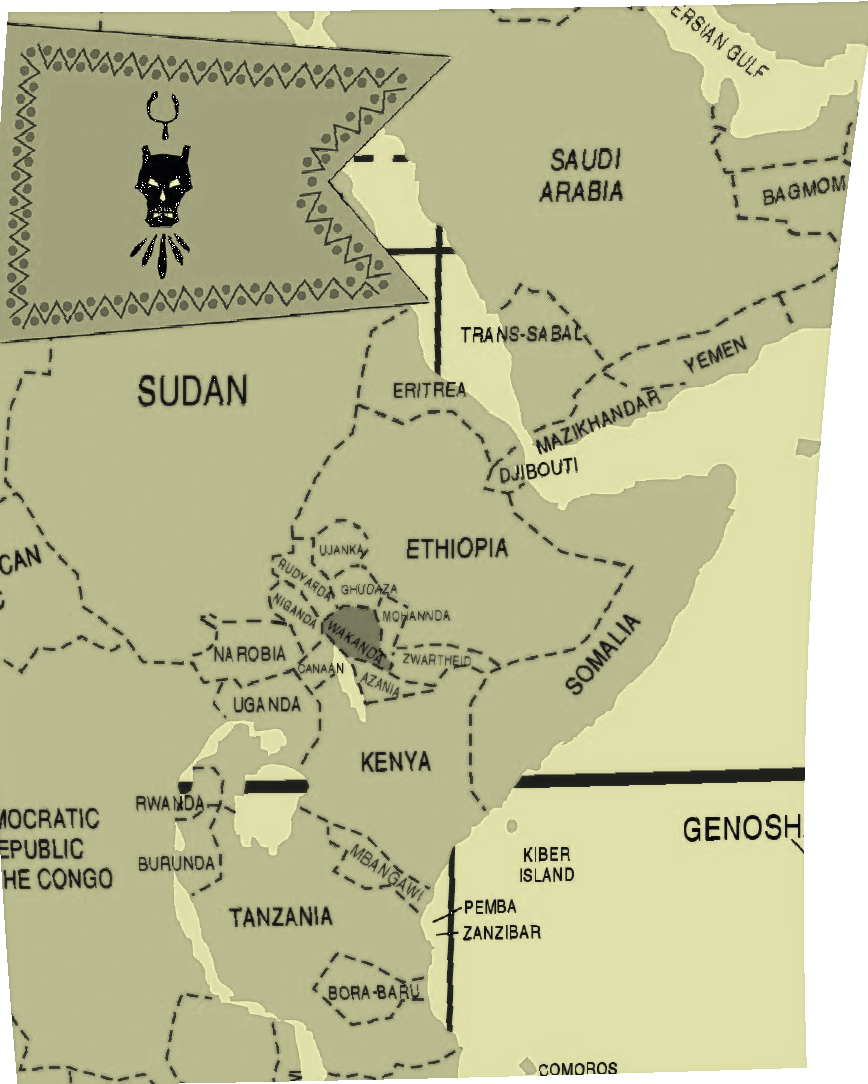 ERSIAN GULF
SAUDI
ARABIA
BAGMOM
TRANS-SABAL
YEMEN
SUDAN
ERITREA
MAZIKHANDAR
DJIBOUTI
CAN
UJANKA
ETHIOPIA
RUDYARDA
GHUDAZA
NIGANDA
MOHANNDA
WAKANDA
NAROBIA
ZWARTHEID
CANAAN
AZANIA
SOMALIA
UGANDA
KENYA
RWANDA
MOCRATIC
EPUBLIC
HE CONGO
GENOSH
BURUNDA
MBANGAWI
KIBER
ISLAND
PEMBA
TANZANIA
ZANZIBAR
BORA-BARU
COMOROS